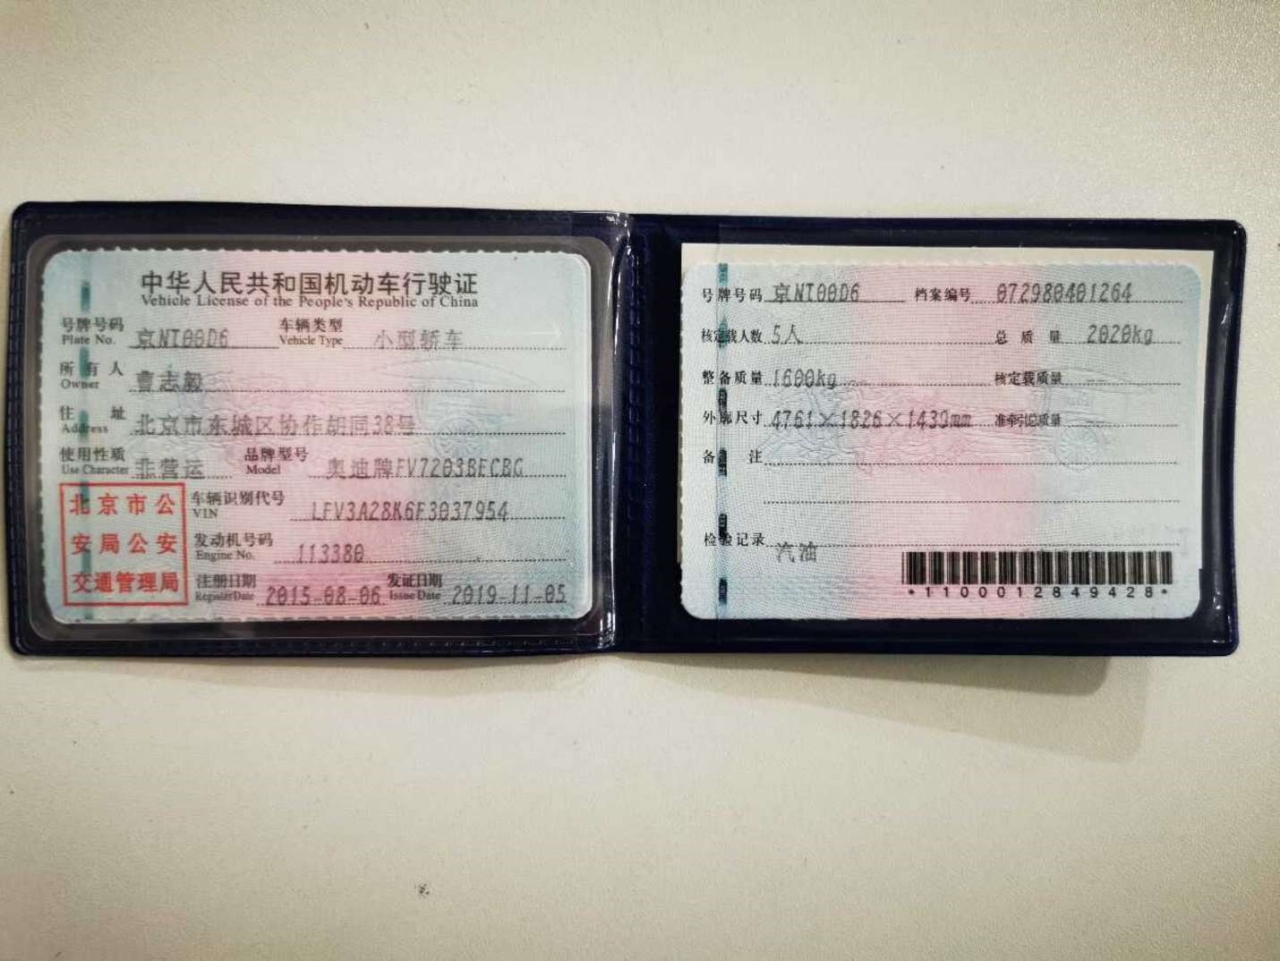 中华人民共和国机动车行驶证
Vehicle License of the People's Republic of China
号牌号码 京NT00D6 车辆类型 小型轿车
Plate No. Vehicle Type
所有人 曹志毅
Owner
住址 北京市东城区协作胡同38号
Address
使用性质 非营运 品牌型号 奥迪牌FV7203BFCBG
Use Character Model
北京市公
安局公安
交通管理局
车辆识别代号 LFV3A28K6F3037954
VIN
发动机号码 113380
Engine No.
注册日期 2015-08-06 发证日期 2019-11-05
Register Date Issue Date
号牌号码 京NT00D6 档案编号 072980401264
核定载人数 5人 总质量 2020kg
整备质量 1600kg 核定载质量
外廓尺寸 4761×1826×1439mm 准牵引总质量
备注
检验记录 汽油
*1100012849428*